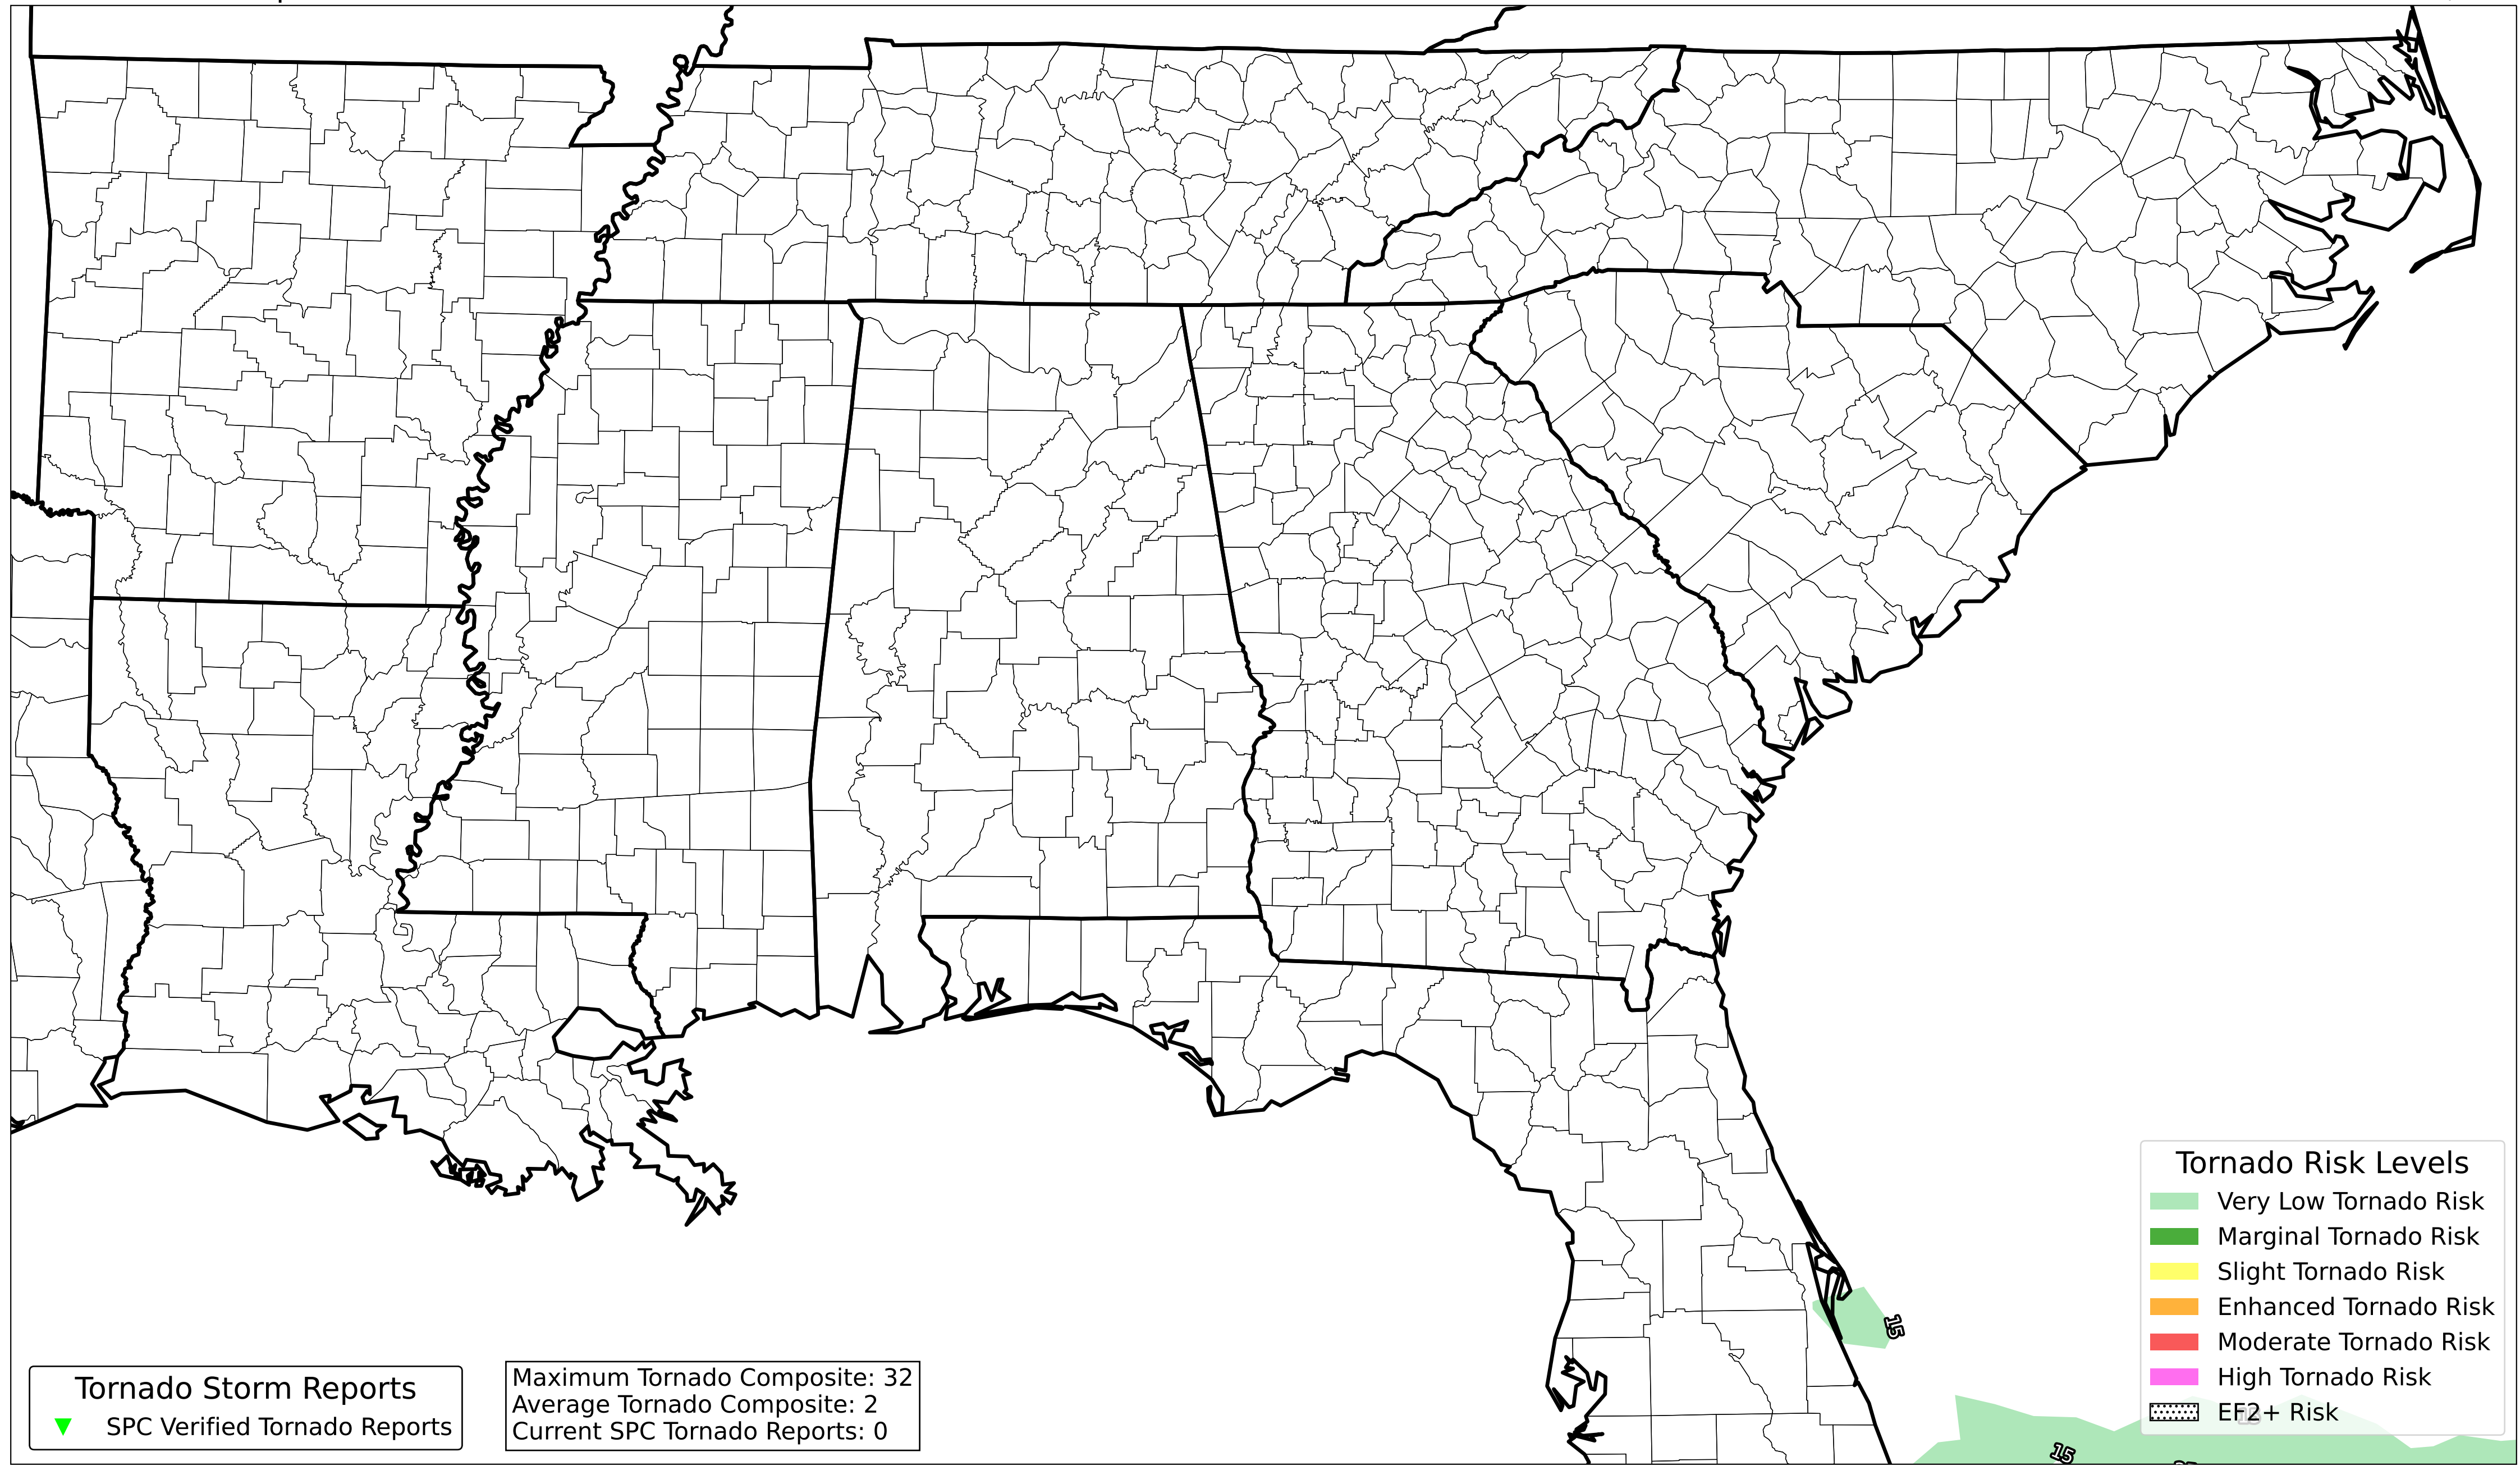 15
Tornado Risk Levels
Very Low Tornado Risk
Marginal Tornado Risk
Slight Tornado Risk
Enhanced Tornado Risk
Moderate Tornado Risk
High Tornado Risk
EF2+ Risk
15
Tornado Storm Reports
SPC Verified Tornado Reports
Maximum Tornado Composite: 32
Average Tornado Composite: 2
Current SPC Tornado Reports: 0